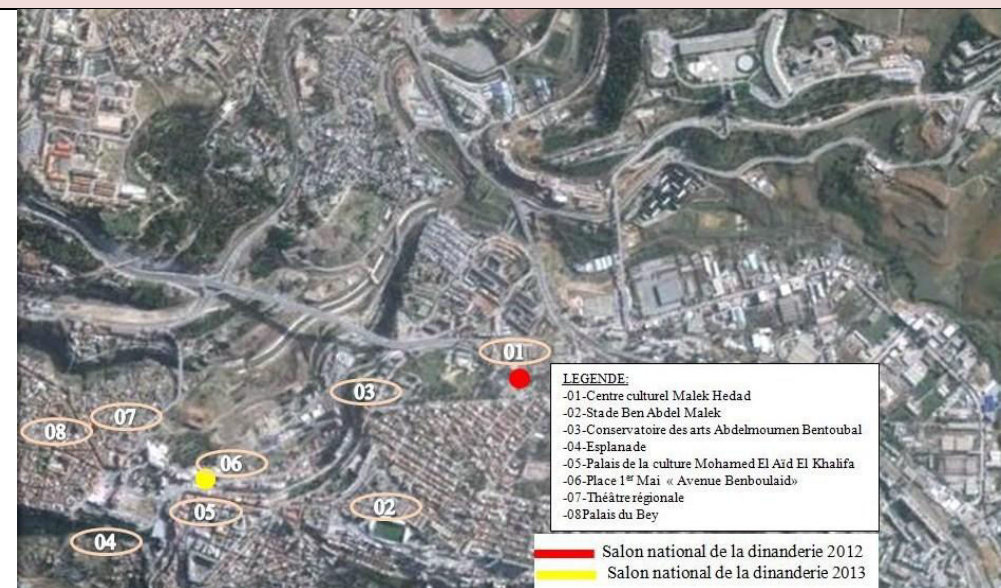 01
03
07
08
06
05
02
04
LEGENDE:
-01-Centre culturel Malek Hedad
-02-Stade Ben Abdel Malek
-03-Conservatoire des arts Abdelmoumen Bentoubal
-04-Esplanade
-05-Palais de la culture Mohamed El Aïd El Khalifa
-06-Place 1er Mai « Avenue Benboulaid»
-07-Théâtre régionale
-08Palais du Bey
Salon national de la dinanderie 2012
Salon national de la dinanderie 2013